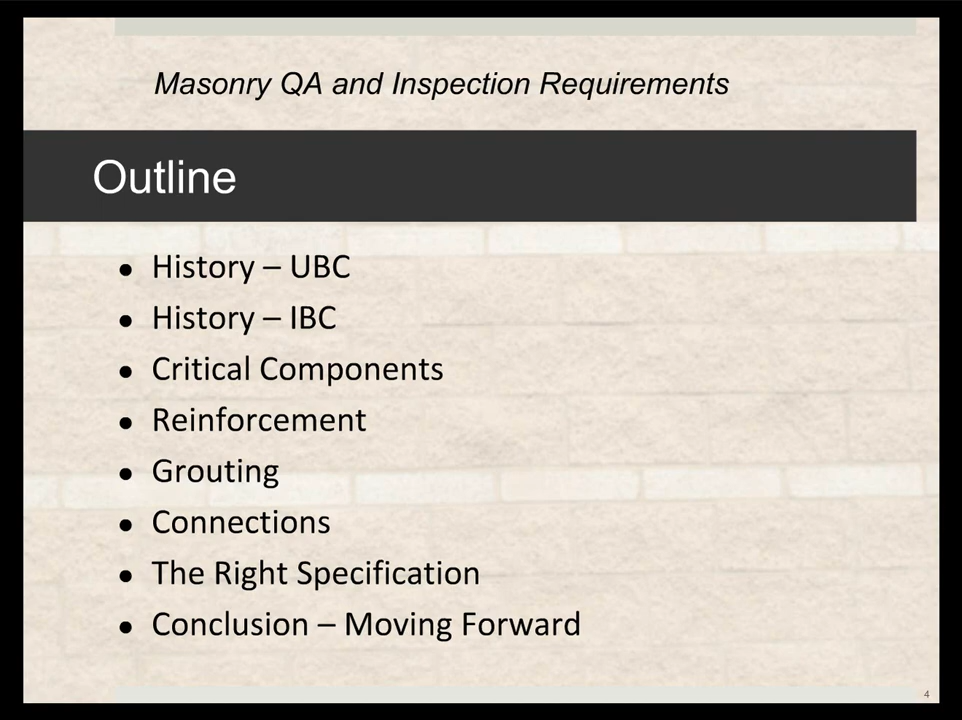 Masonry QA and Inspection Requirements
Outline
● History – UBC
● History – IBC
● Critical Components
● Reinforcement
● Grouting
● Connections
● The Right Specification
● Conclusion – Moving Forward
4